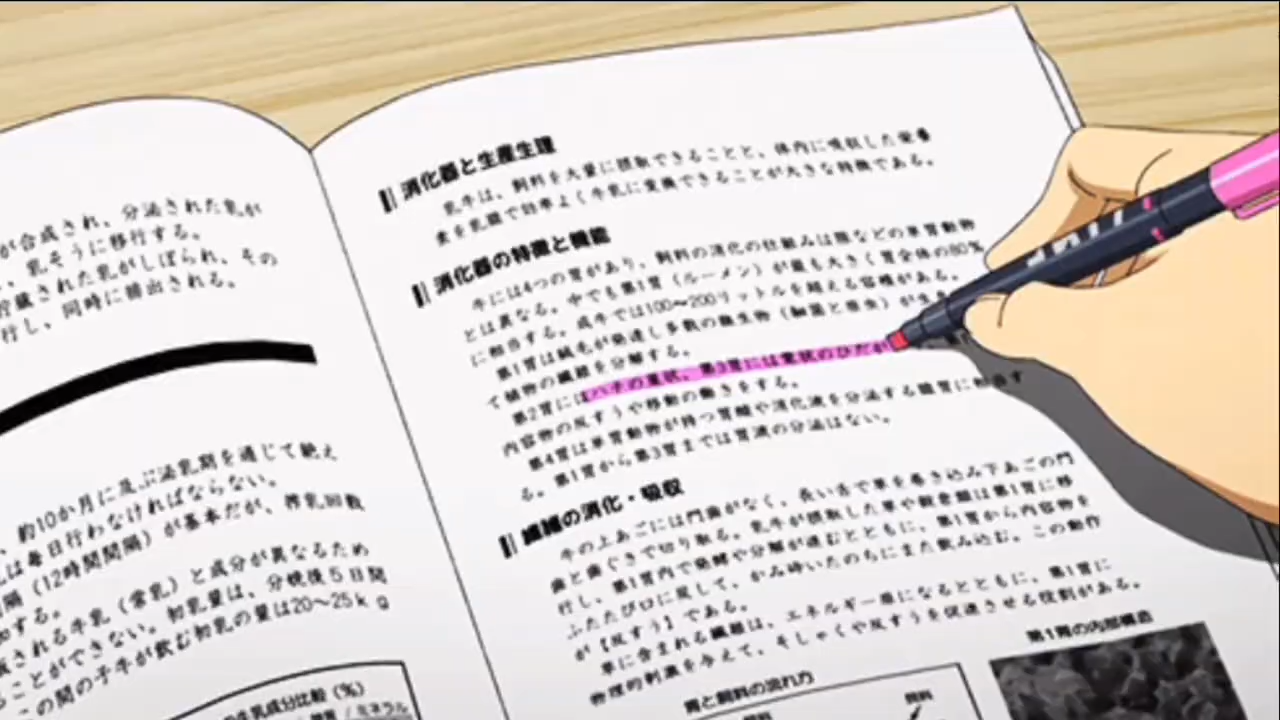 が合成され、分泌された乳が
、乳そうに移行する。
貯蔵された乳がしぼられ、その
行し、同時に排出される。
、約10か月に及ぶ泌乳期を通じて絶え
は毎日行わなければならない。
隔（12時間間隔）が基本だが、搾乳回数
加する。
される牛乳（常乳）と成分が異なるため
ることができない。初乳量は、分娩後５日間
この間の子牛が飲む初乳の量は20〜25ｋｇ
生乳成分比較（％）
ミネラル
消化器と生産生理
乳牛は、飼料を大量に摂取できることと、体内に吸収した栄養
素を乳腺で効率よく牛乳に変換できることが大きな特徴である。
消化器の特徴と機能
牛には4つの胃があり、飼料の消化の仕組みは豚などの単胃動物
とは異なる。中でも第1胃（ルーメン）が最も大きく胃全体の80％
に相当する。成牛では100〜200リットルを超える容積がある。
第1胃は絨毛が発達し多数の微生物（細菌と原虫）が生き
て植物の繊維を分解する。
第2胃にはハチの巣状、第3胃には葉状のひだが
内容物の反すうや移動の働きをする。
第4胃は単胃動物が持つ胃酸や消化液を分泌する腺胃に相当す
る。第1胃から第3胃までは胃液の分泌はない。
繊維の消化・吸収
牛の上あごには門歯がなく、長い舌で草を巻き込み下あごの門
歯と歯ぐきで切り取る。乳牛が摂取した草や穀倉類は第1胃に移
行し、第1胃内で発酵や分解が進むとともに、第1胃から内容物を
ふたたび口に戻して、かみ砕いたのちにまた飲み込む。この動作
が【反すう】である。
草に含まれる繊維は、エネルギー源になるとともに、第1胃に
物理的刺激を与えて、そしゃくや反すうを促進させる役割がある。
胃と飼料の流れ方
飼料
飼料
第1胃の内部構造